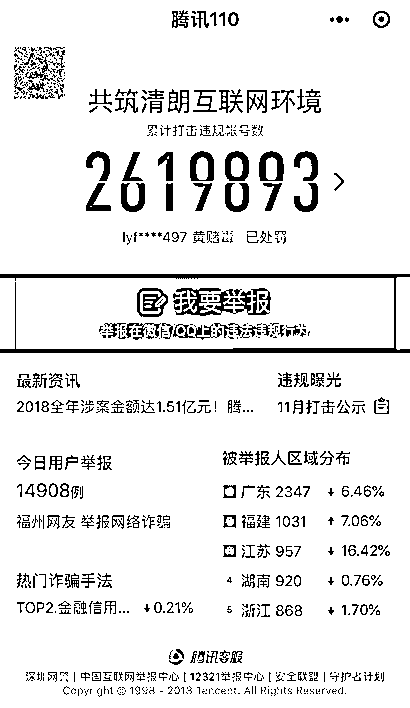 腾讯110
共筑清朗互联网环境
累计打击违规账号数
2619893
lyf****497 黄赌毒 已处罚
我要举报
举报在微信/QQ上的违法违规行为
最新资讯
2018全年涉案金额达1.51亿元！腾...
违规曝光
11月打击公示
今日用户举报
14908例
福州网友 举报网络诈骗
热门诈骗手法
TOP2.金融信用... ↓0.21%
被举报人区域分布
广东 2347 ↓ 6.46%
福建 1031 ↑ 7.06%
江苏 957 ↓ 16.42%
4 湖南 920 ↓ 0.76%
5 浙江 868 ↓ 1.70%
腾讯客服
深圳网警 | 中国互联网举报中心 | 12321举报中心 | 安全联盟 | 守护者计划
Copyright © 1998 - 2018 Tencent. All Rights Reserved.